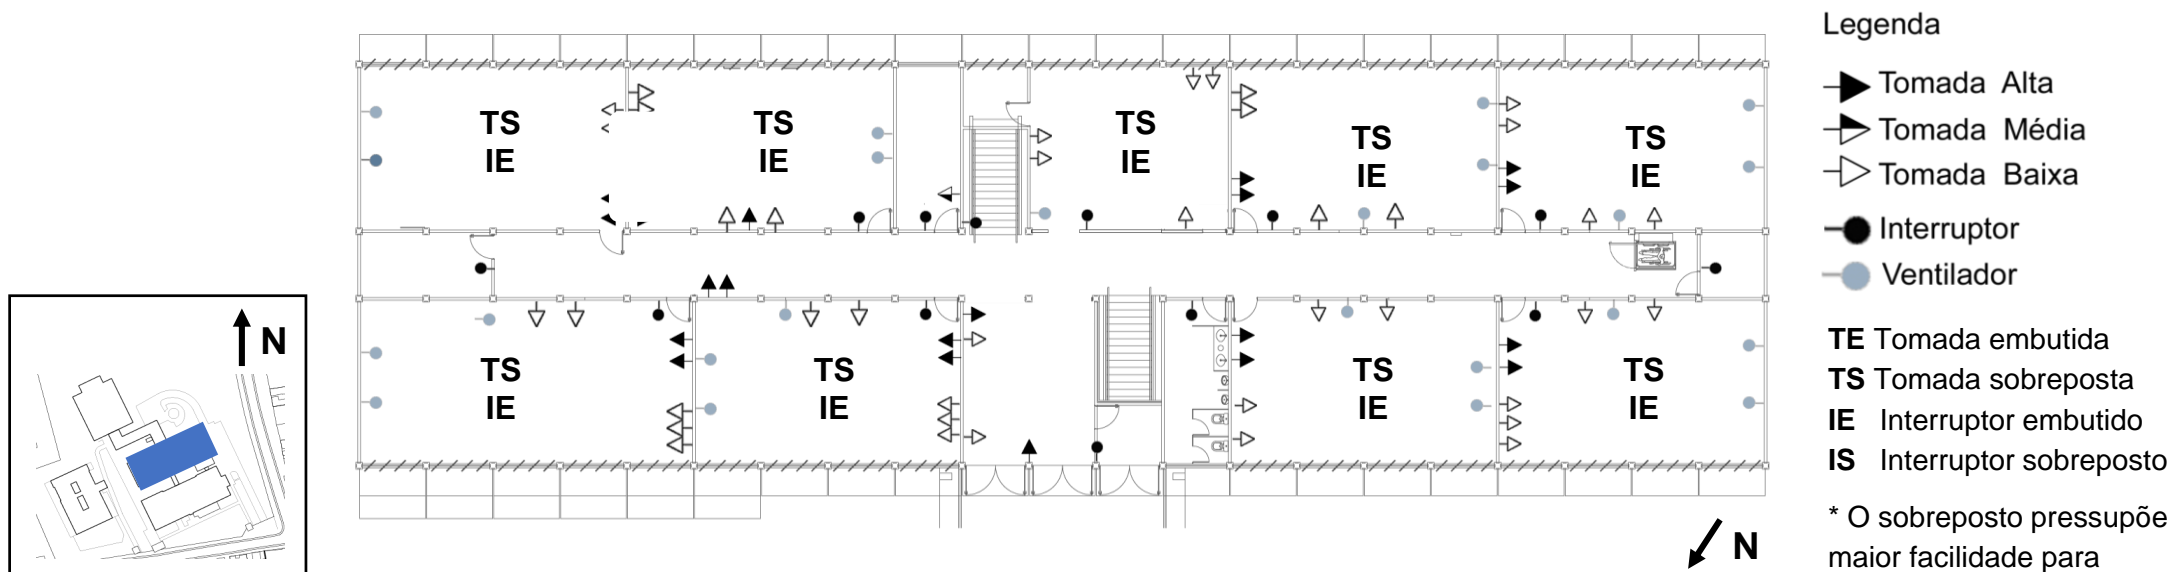 Legenda
Tomada Alta
Tomada Média
Tomada Baixa
Interruptor
Ventilador
TE Tomada embutida
TS Tomada sobreposta
IE Interruptor embutido
IS Interruptor sobreposto
* O sobreposto pressupõe
maior facilidade para
TS
IE
TS
IE
TS
IE
TS
IE
TS
IE
TS
IE
TS
IE
TS
IE
TS
IE
N
N